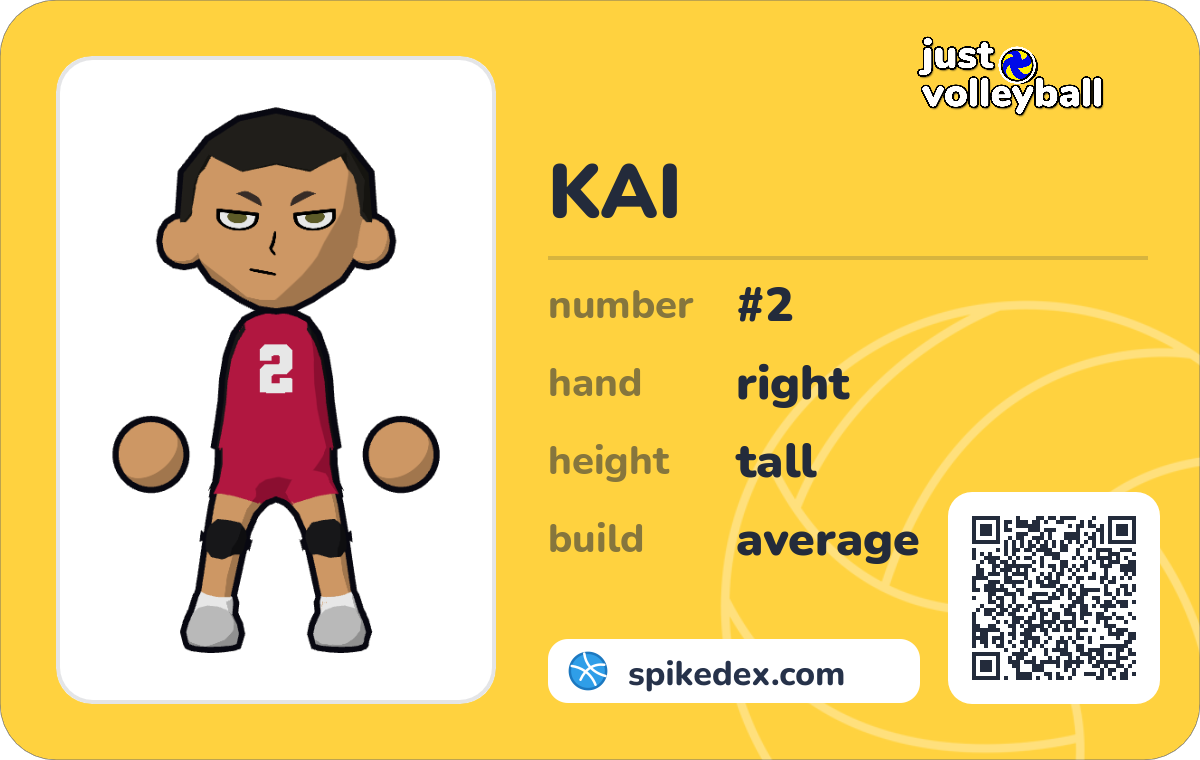 just
volleyball
KAI
number #2
hand right
height tall
build average
2
spikedex.com